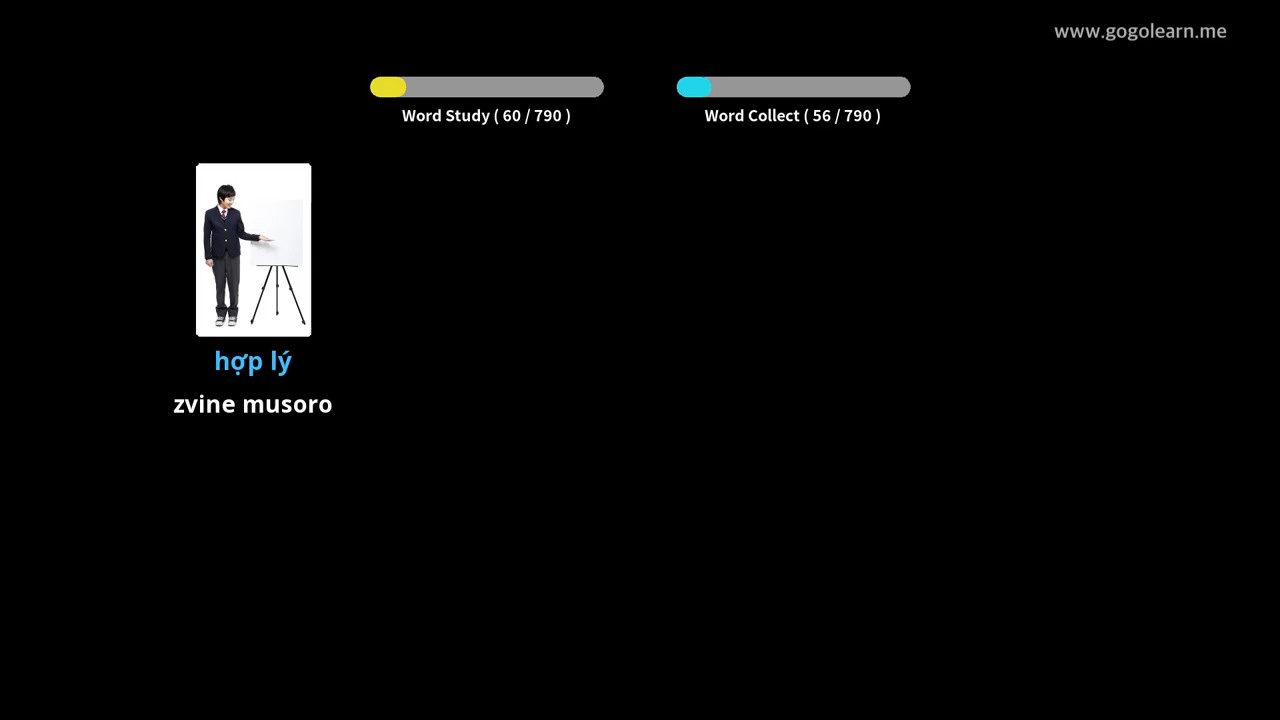 www.gogolearn.me
Word Study ( 60 / 790 )
Word Collect ( 56 / 790 )
hợp lý
zvine musoro